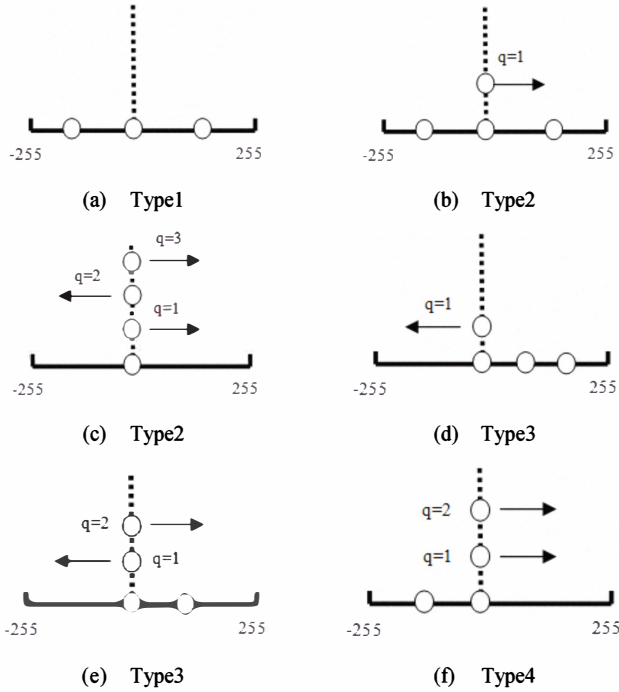 q=1
-255 255 -255 255
(a) Type1 (b) Type2
q=3
q=2
q=1 q=1
-255 255 -255 255
(c) Type2 (d) Type3
q=2 q=2
q=1 q=1
-255 255 -255 255
(e) Type3 (f) Type4